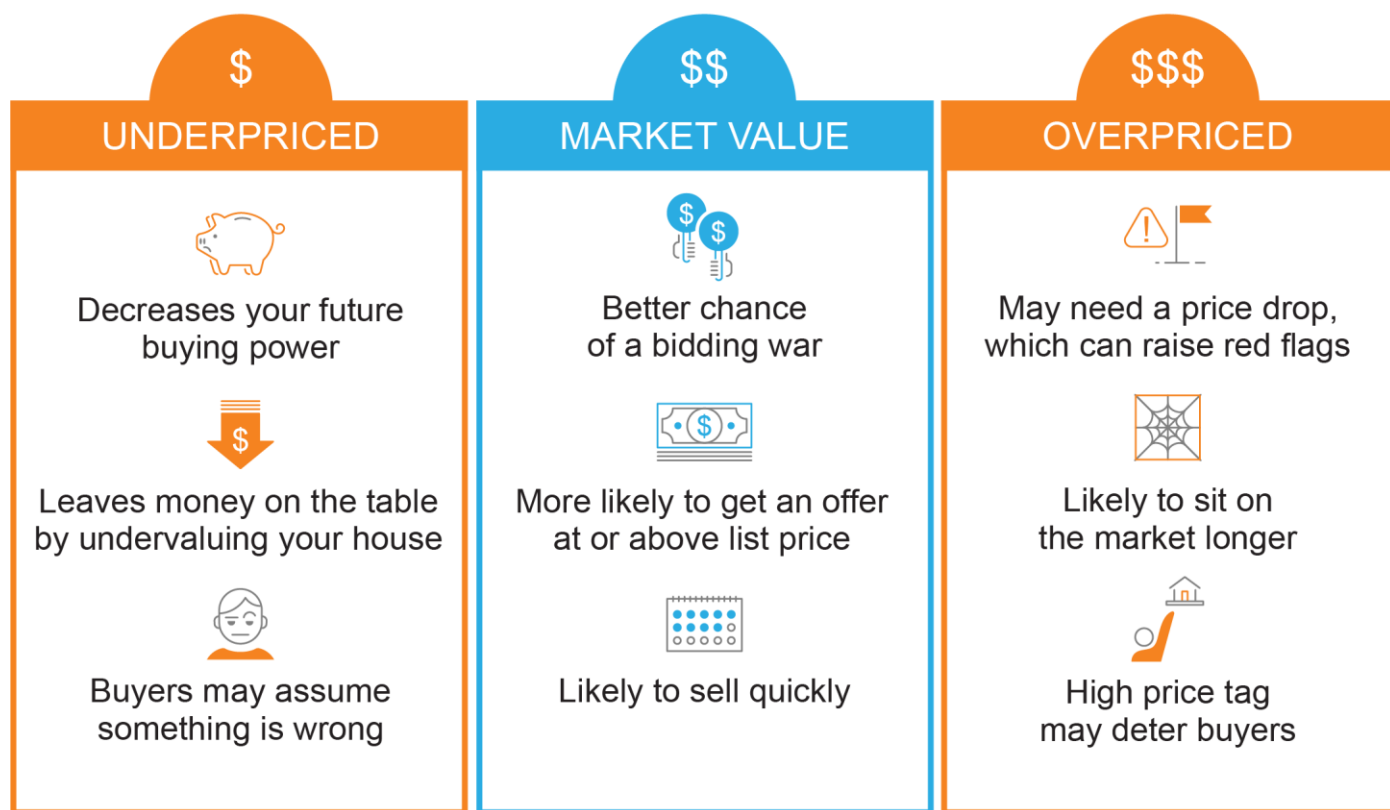 $
UNDERPRICED
Decreases your future
buying power
$
Leaves money on the table
by undervaluing your house
Buyers may assume
something is wrong
$$
MARKET VALUE
$
$
Better chance
of a bidding war
$
More likely to get an offer
at or above list price
Likely to sell quickly
$$$
OVERPRICED
!
May need a price drop,
which can raise red flags
Likely to sit on
the market longer
High price tag
may deter buyers